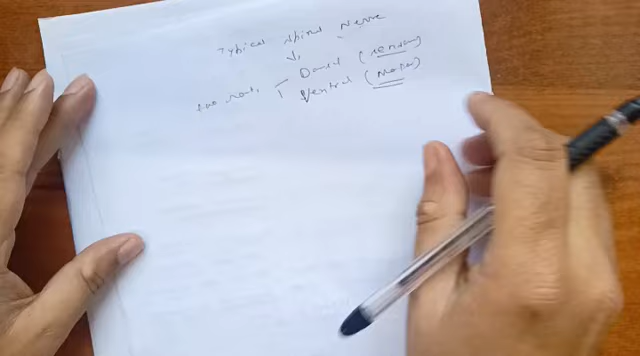 Typical Spinal Nerve
↓
Dorsal (sensory)
two roots Ventral (Motor)